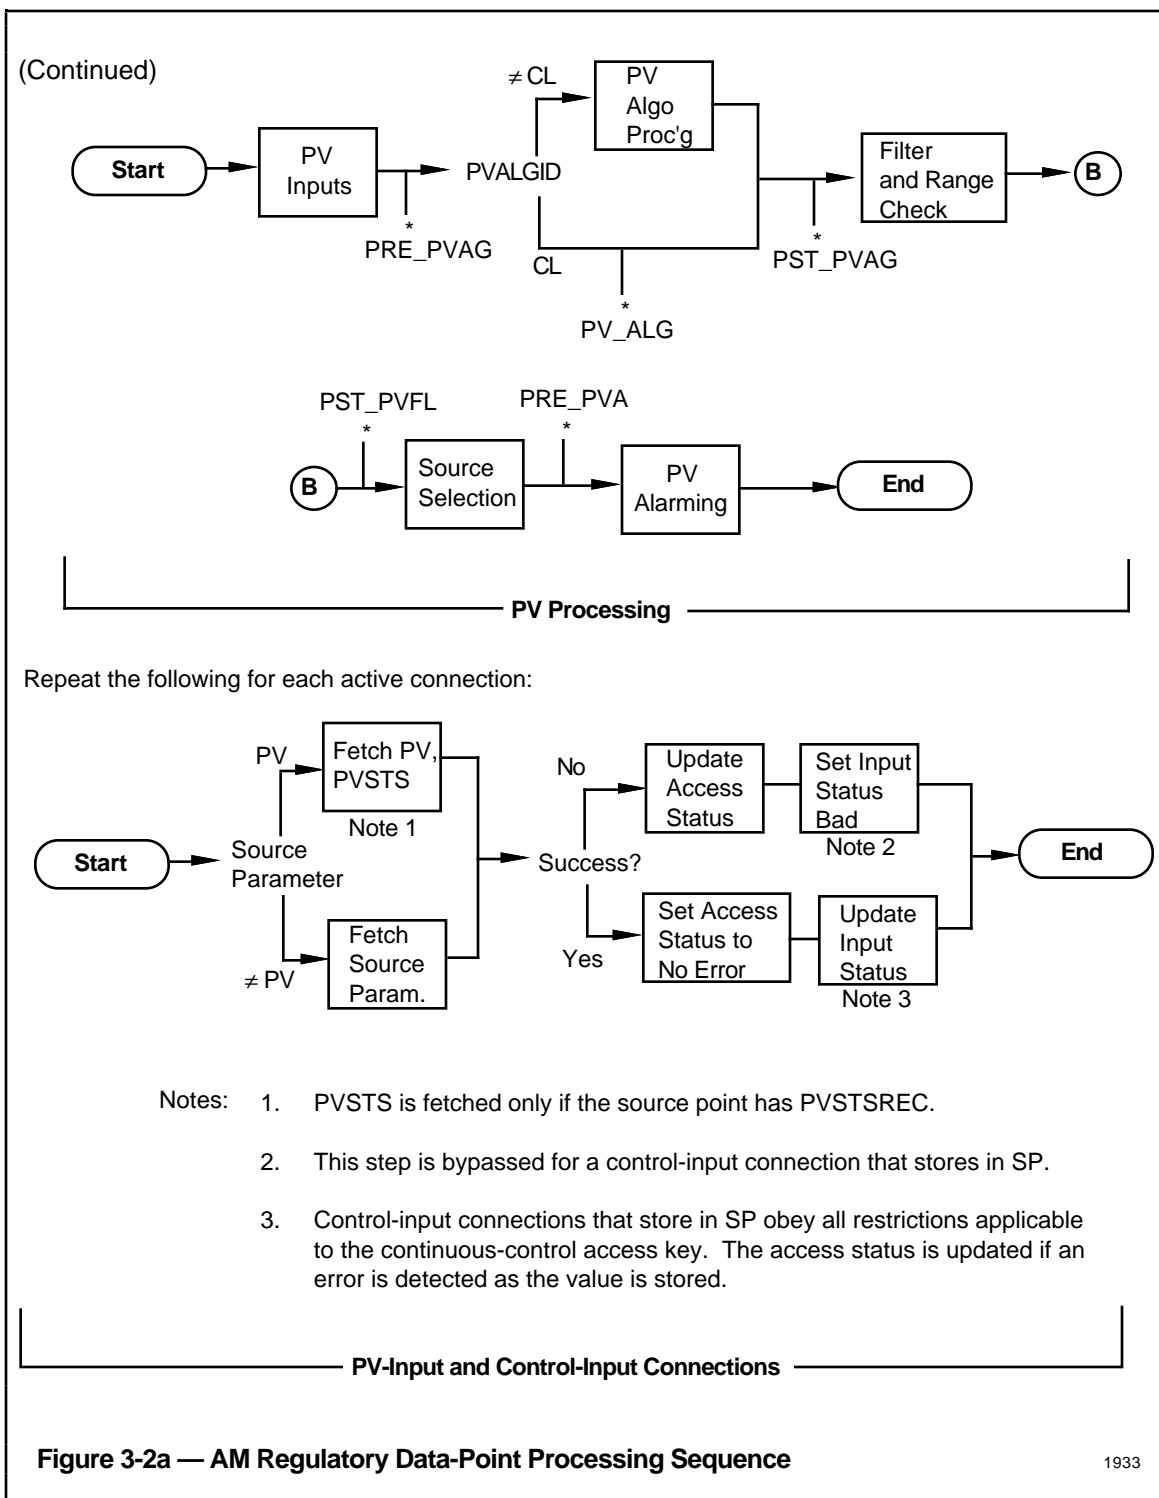 (Continued)
Start
PV
Inputs
*
PRE_PVAG
PVALGID
≠ CL
PV
Algo
Proc'g
CL
*
PV_ALG
*
PST_PVAG
Filter
and Range
Check
B
PST_PVFL
*
PRE_PVA
*
B
Source
Selection
PV
Alarming
End
PV Processing
Repeat the following for each active connection:
Start
Source
Parameter
PV
Fetch PV,
PVSTS
Note 1
≠ PV
Fetch
Source
Param.
Success?
No
Update
Access
Status
Set Input
Status
Bad
Note 2
Yes
Set Access
Status to
No Error
Update
Input
Status
Note 3
End
Notes: 1. PVSTS is fetched only if the source point has PVSTSREC.
2. This step is bypassed for a control-input connection that stores in SP.
3. Control-input connections that store in SP obey all restrictions applicable
to the continuous-control access key. The access status is updated if an
error is detected as the value is stored.
PV-Input and Control-Input Connections
Figure 3-2a — AM Regulatory Data-Point Processing Sequence
1933